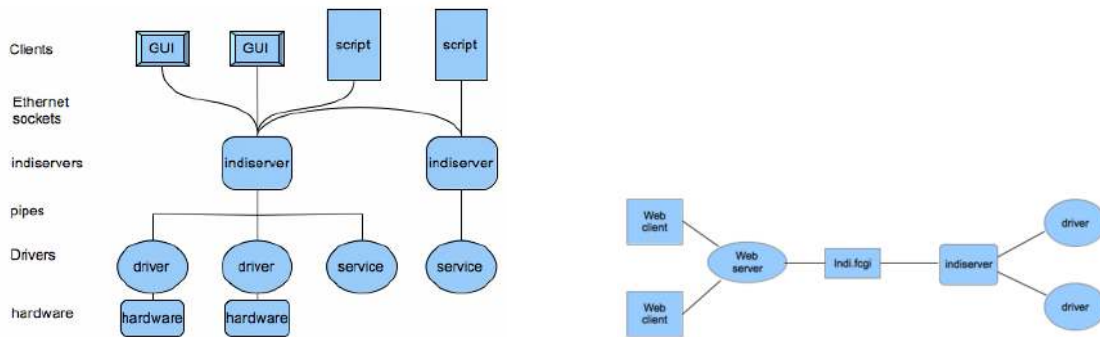 Clients
GUI
GUI
script
script
Ethernet
sockets
indiservers
indiserver
indiserver
pipes
Drivers
driver
driver
service
service
hardware
hardware
hardware
Web
client
Web
client
Web
server
Indi.fcgi
indiserver
driver
driver